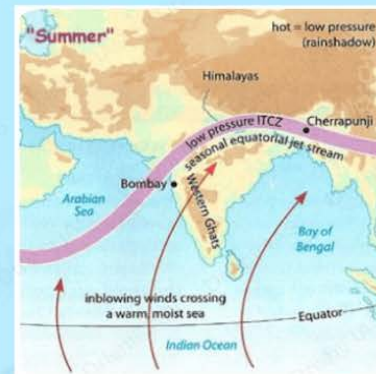 "Summer"
hot = low pressure
(rainshadow)
Himalayas
low pressure ITCZ
Cherrapunji
seasonal equatorial jet stream
Bombay
Western Ghats
Arabian
Sea
Bay of
Bengal
inblowing winds crossing
a warm, moist sea
Equator
Indian Ocean